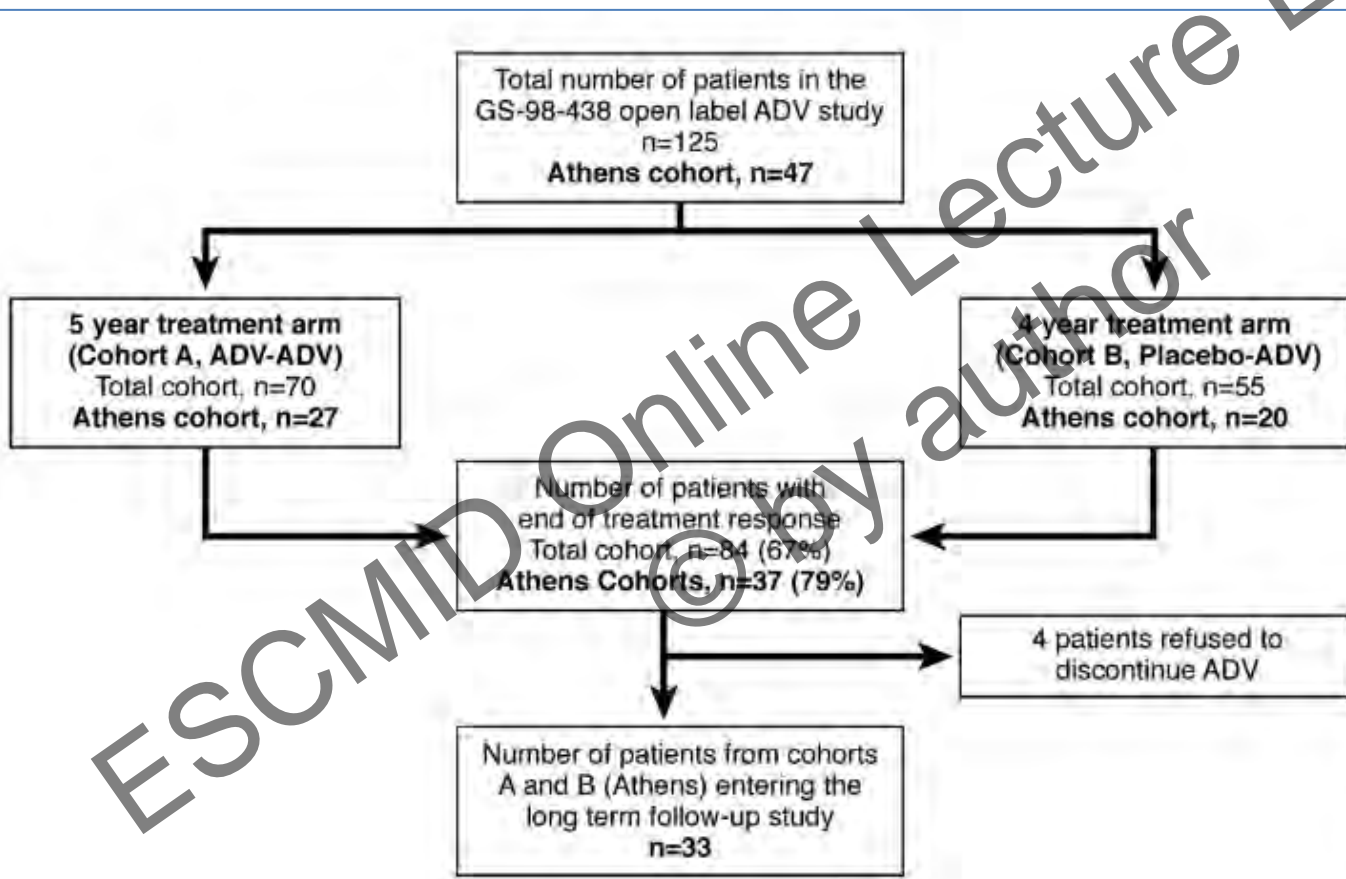 Total number of patients in the
GS-98-438 open label ADV study
n=125
Athens cohort, n=47
5 year treatment arm
(Cohort A, ADV-ADV)
Total cohort, n=70
Athens cohort, n=27
4 year treatment arm
(Cohort B, Placebo-ADV)
Total cohort, n=55
Athens cohort, n=20
Number of patients with
end of treatment response
Total cohort, n=84 (67%)
Athens Cohorts, n=37 (79%)
4 patients refused to
discontinue ADV
Number of patients from cohorts
A and B (Athens) entering the
long term follow-up study
n=33
ESCMID Online Lecture
© by author